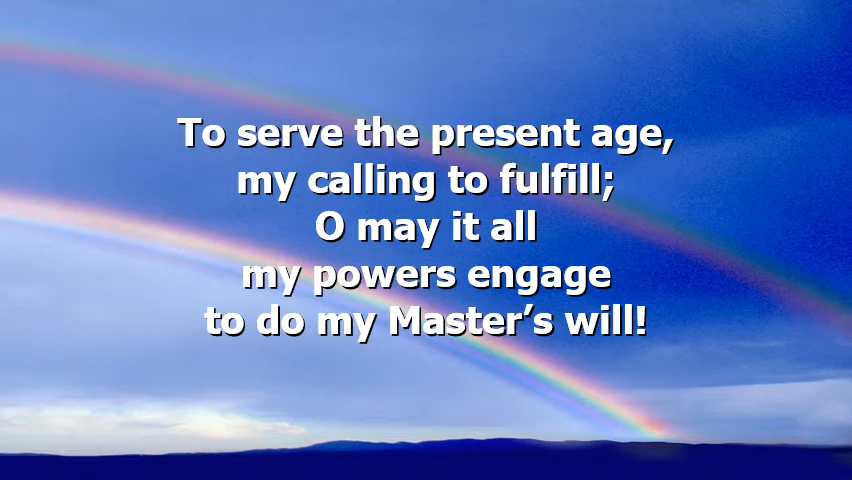 To serve the present age,
my calling to fulfill;
O may it all
my powers engage
to do my Master’s will!